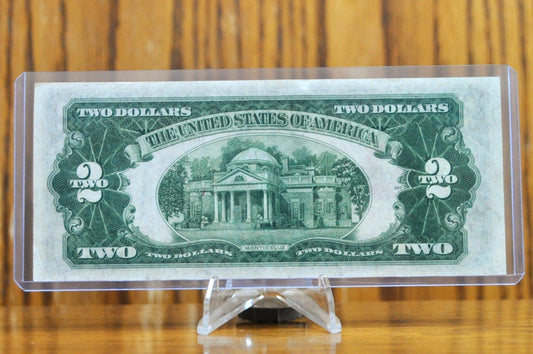 TWO DOLLARS TWO DOLLARS
THE UNITED STATES OF AMERICA
2 2
TWO TWO
MONTICELLO
TWO TWO DOLLARS TWO DOLLARS TWO